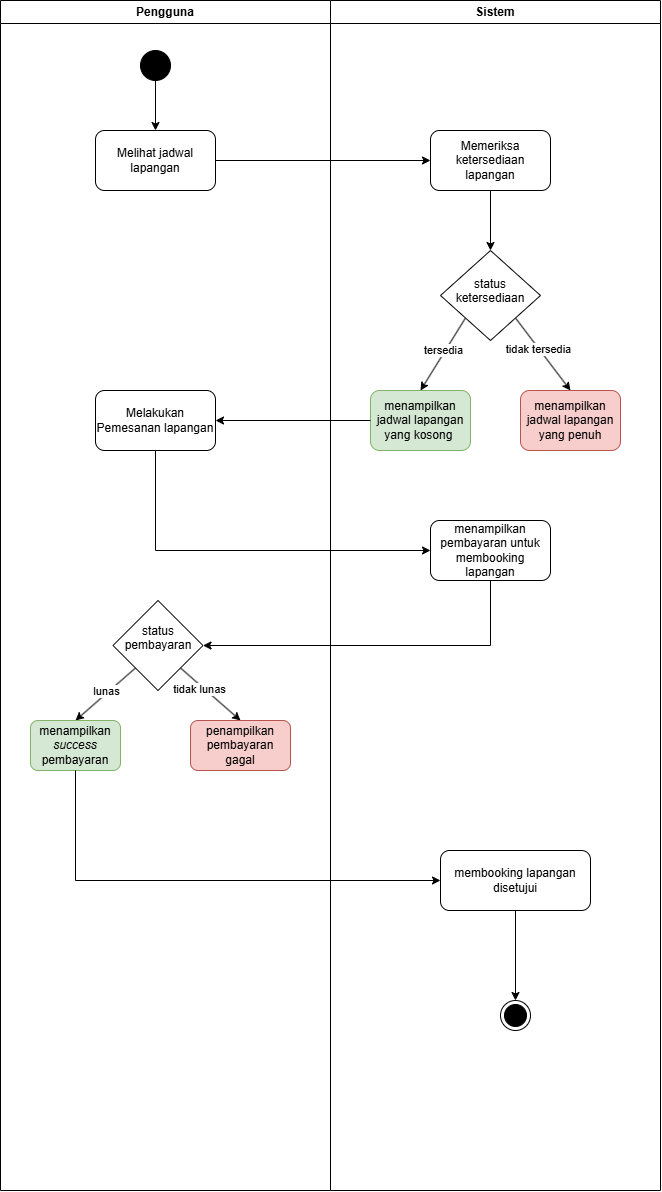 Pengguna
Sistem
Melihat jadwal
lapangan
Memeriksa
ketersediaan
lapangan
status
ketersediaan
tersedia
tidak tersedia
Melakukan
Pemesanan lapangan
menampilkan
jadwal lapangan
yang kosong
menampilkan
jadwal lapangan
yang penuh
menampilkan
pembayaran untuk
membooking
lapangan
status
pembayaran
lunas
tidak lunas
menampilkan
success
pembayaran
penampilkan
pembayaran
gagal
membooking lapangan
disetujui